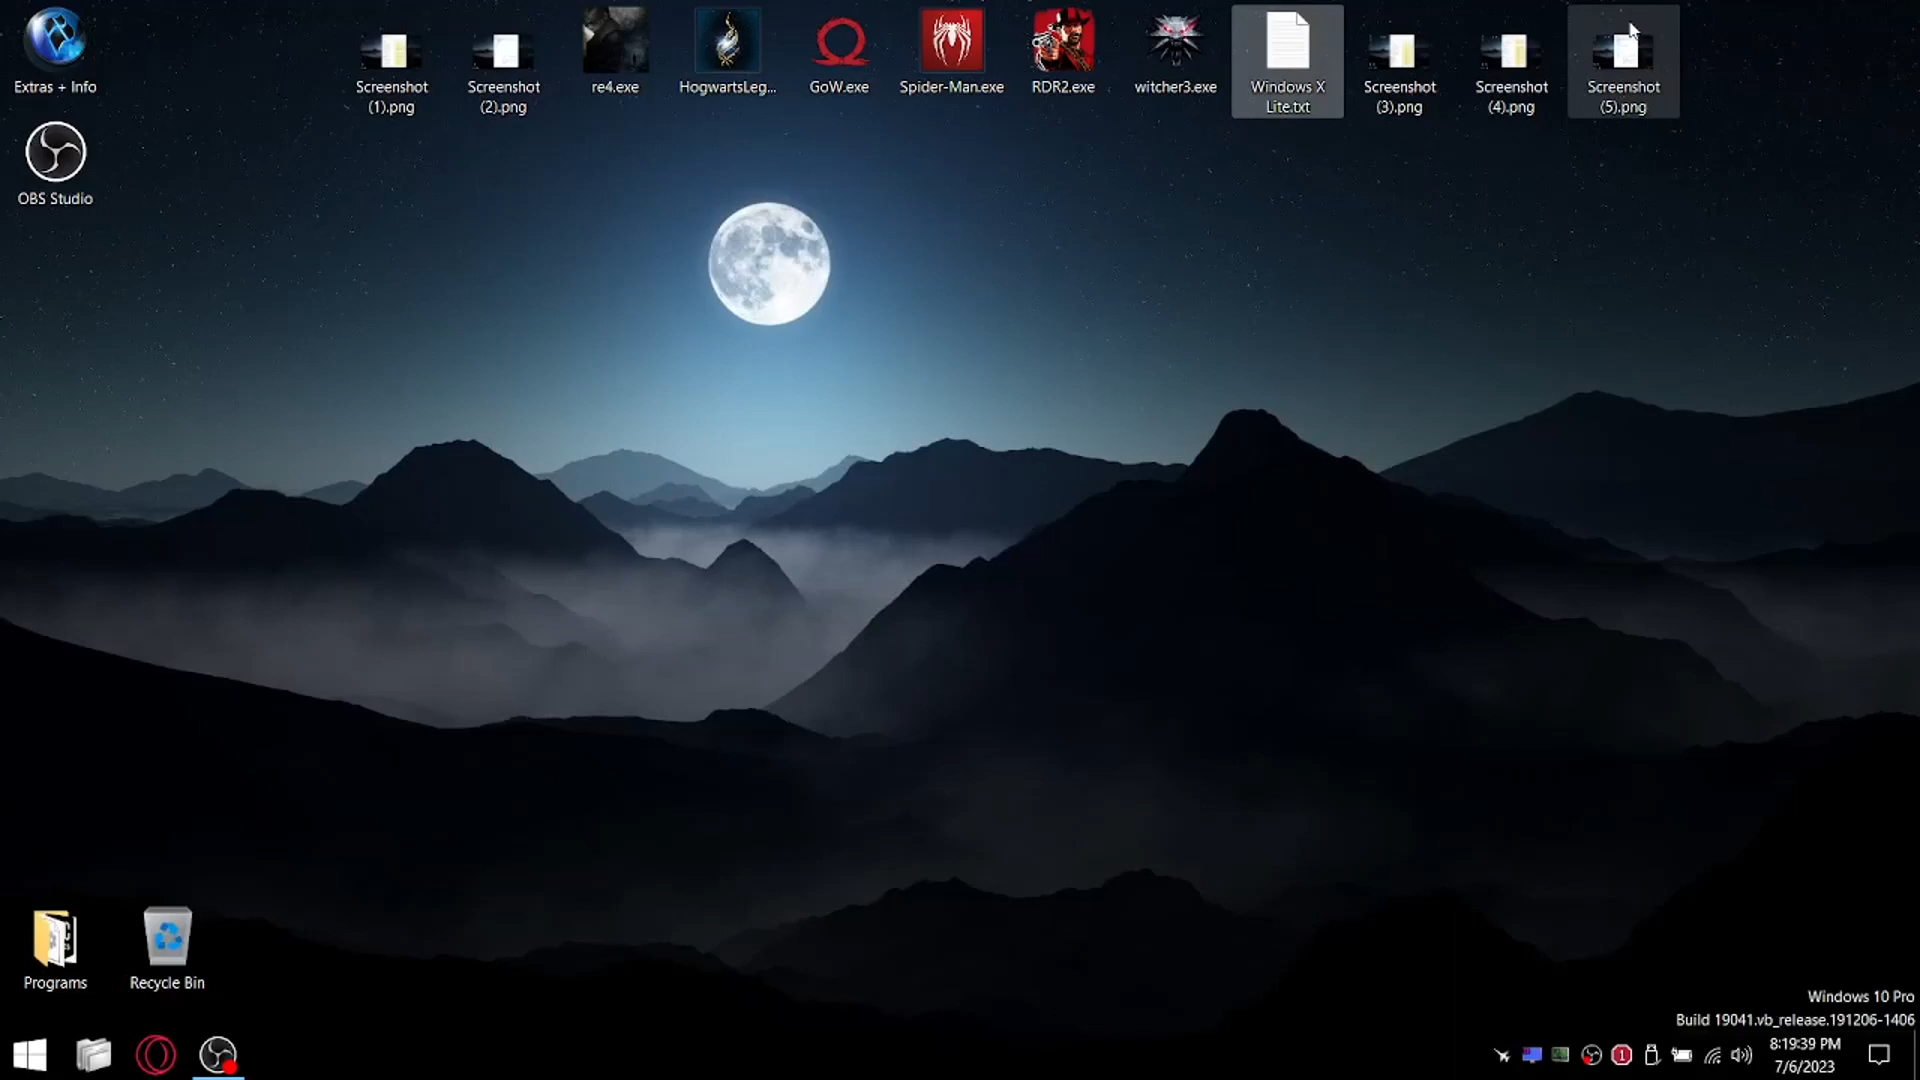 Extras + Info
Screenshot
(1).png
Screenshot
(2).png
re4.exe
HogwartsLeg...
GoW.exe
Spider-Man.exe
RDR2.exe
witcher3.exe
Windows X
Lite.txt
Screenshot
(3).png
Screenshot
(4).png
Screenshot
(5).png
OBS Studio
Programs
Recycle Bin
Windows 10 Pro
Build 19041.vb_release.191206-1406
1
8:19:39 PM
7/6/2023